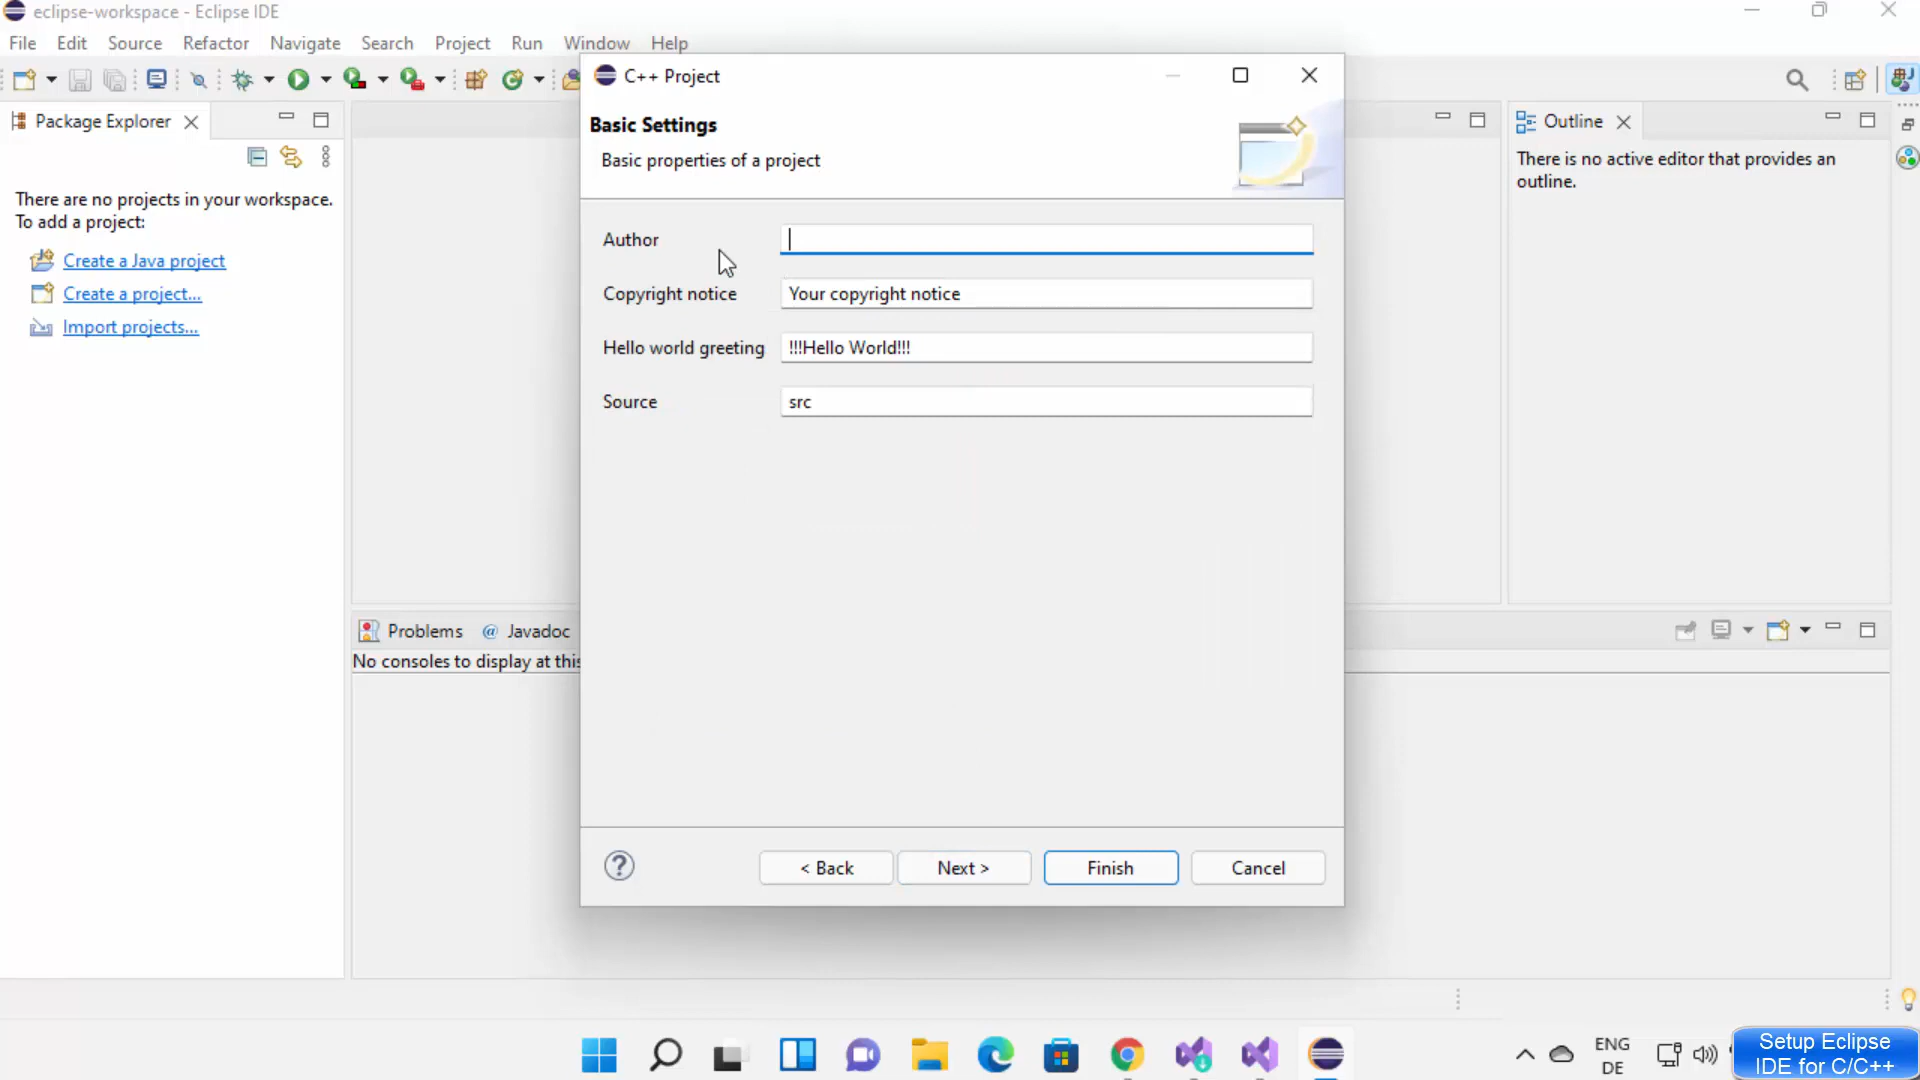 eclipse-workspace - Eclipse IDE
File Edit Source Refactor Navigate Search Project Run Window Help
Package Explorer
There are no projects in your workspace.
To add a project:
Create a Java project
Create a project...
Import projects...
C++ Project
Basic Settings
Basic properties of a project
Author
Copyright notice
Your copyright notice
Hello world greeting
!!!Hello World!!!
Source
src
< Back
Next >
Finish
Cancel
Outline
There is no active editor that provides an
outline.
Problems @ Javadoc
No consoles to display at this
ENG
DE
Setup Eclipse
IDE for C/C++